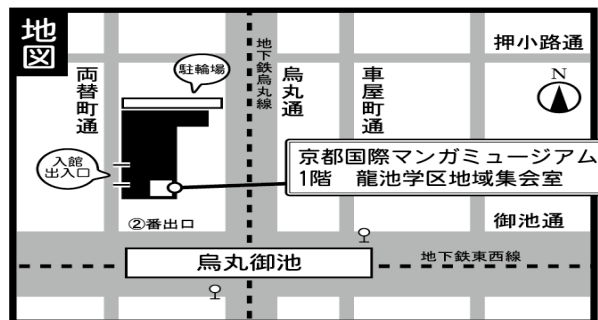 地図
押小路通
地下鉄烏丸線
駐輪場
両替町通
烏丸通
車屋町通
N
入館
出入口
京都国際マンガミュージアム
1階 龍池学区地域集会室
②番出口
御池通
烏丸御池
地下鉄東西線